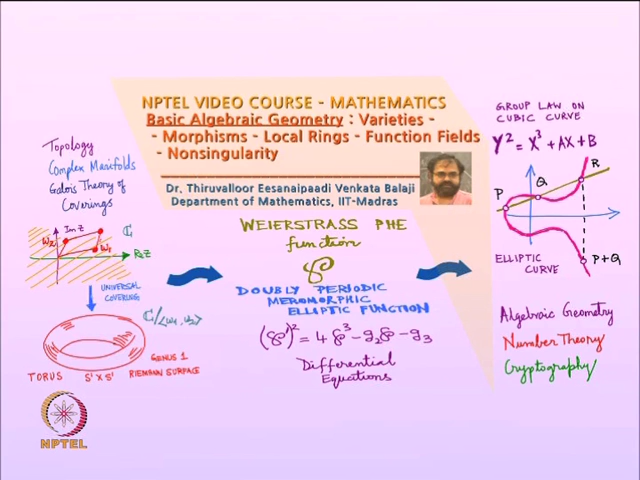 NPTEL VIDEO COURSE - MATHEMATICS
Basic Algebraic Geometry : Varieties -
- Morphisms - Local Rings - Function Fields
- Nonsingularity
Dr. Thiruvalloor Eesanaipaadi Venkata Balaji
Department of Mathematics, IIT-Madras
Topology
Complex Manifolds
Galois Theory of
Coverings
Im Z
ℂ
ω2
ω1
Re Z
UNIVERSAL
COVERING
ℂ/<ω1, ω2>
GENUS 1
TORUS S¹ × S¹ RIEMANN SURFACE
NPTEL
WEIERSTRASS PHE
function
℘
DOUBLY PERIODIC
MEROMORPHIC
ELLIPTIC FUNCTION
(℘')² = 4℘³ - g₂℘ - g₃
Differential
Equations
GROUP LAW ON
CUBIC CURVE
Y² = X³ + AX + B
R
Q
P
ELLIPTIC
CURVE
P+Q
Algebraic Geometry
Number Theory
Cryptography